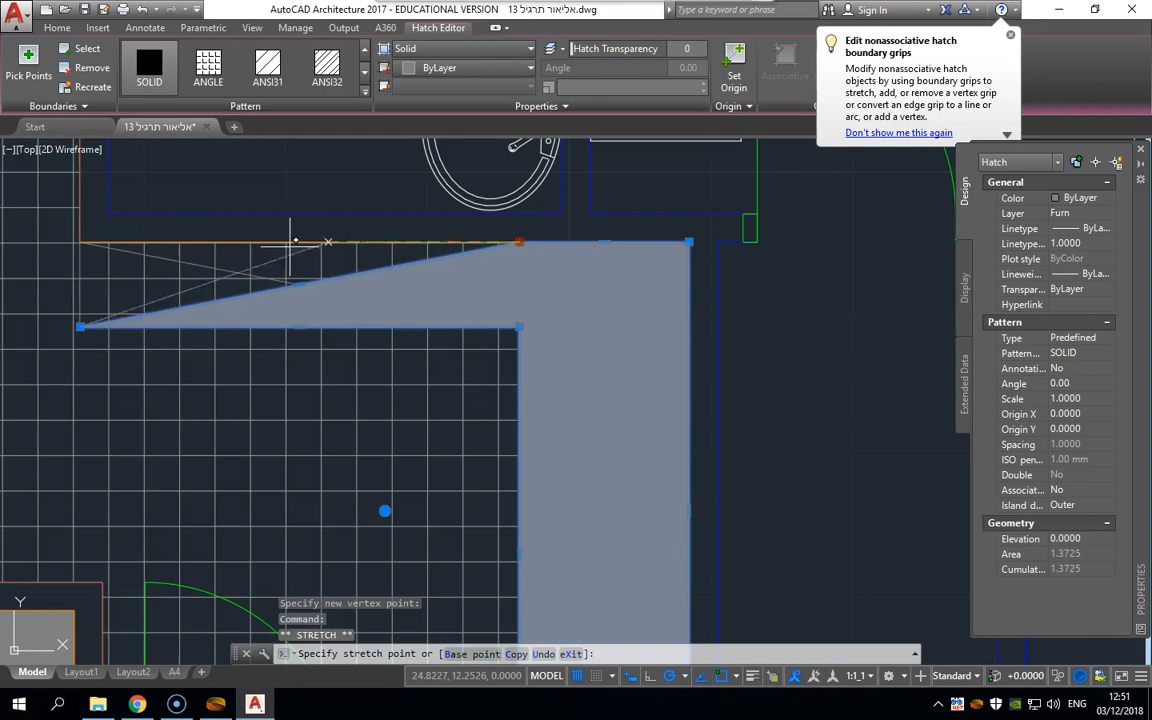 AutoCAD Architecture 2017 - EDUCATIONAL VERSION    אליאור תרגיל 13.dwg
Type a keyword or phrase
Sign In
Home Insert Annotate Parametric View Manage Output A360 Hatch Editor
Pick Points
Select
Remove
Recreate
SOLID
ANGLE
ANSI31
ANSI32
Solid
ByLayer
Hatch Transparency 0
Angle 0.00
Set
Origin
Associative
Boundaries
Pattern
Properties
Origin
Edit nonassociative hatch
boundary grips
Modify nonassociative hatch
objects by using boundary grips to
stretch, add, or remove a vertex grip
or convert an edge grip to a line or
arc, or add a vertex.
Don't show me this again
Start
אליאור תרגיל 13*
[−][Top][2D Wireframe]
Hatch
Design
Display
Extended Data
PROPERTIES
General
Color ByLayer
Layer Furn
Linetype ByLa...
Linetype... 1.0000
Plot style ByColor
Linewei... ByLa...
Transpar... ByLayer
Hyperlink
Pattern
Type Predefined
Pattern... SOLID
Annotati... No
Angle 0.00
Scale 1.0000
Origin X 0.0000
Origin Y 0.0000
Spacing 1.0000
ISO pen... 1.00 mm
Double No
Associat... No
Island d... Outer
Geometry
Elevation 0.0000
Area 1.3725
Cumulat... 1.3725
Y
X
Specify new vertex point:
Command:
** STRETCH **
Specify stretch point or [Base point Copy Undo eXit]:
Model Layout1 Layout2 A4
24.8227, 12.2526, 0.0000 MODEL
1:1
Standard
+0.0000
ENG
12:51
03/12/2018